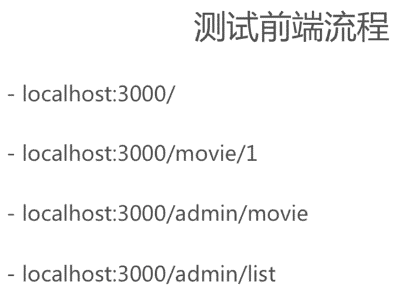 测试前端流程
- localhost:3000/
- localhost:3000/movie/1
- localhost:3000/admin/movie
- localhost:3000/admin/list